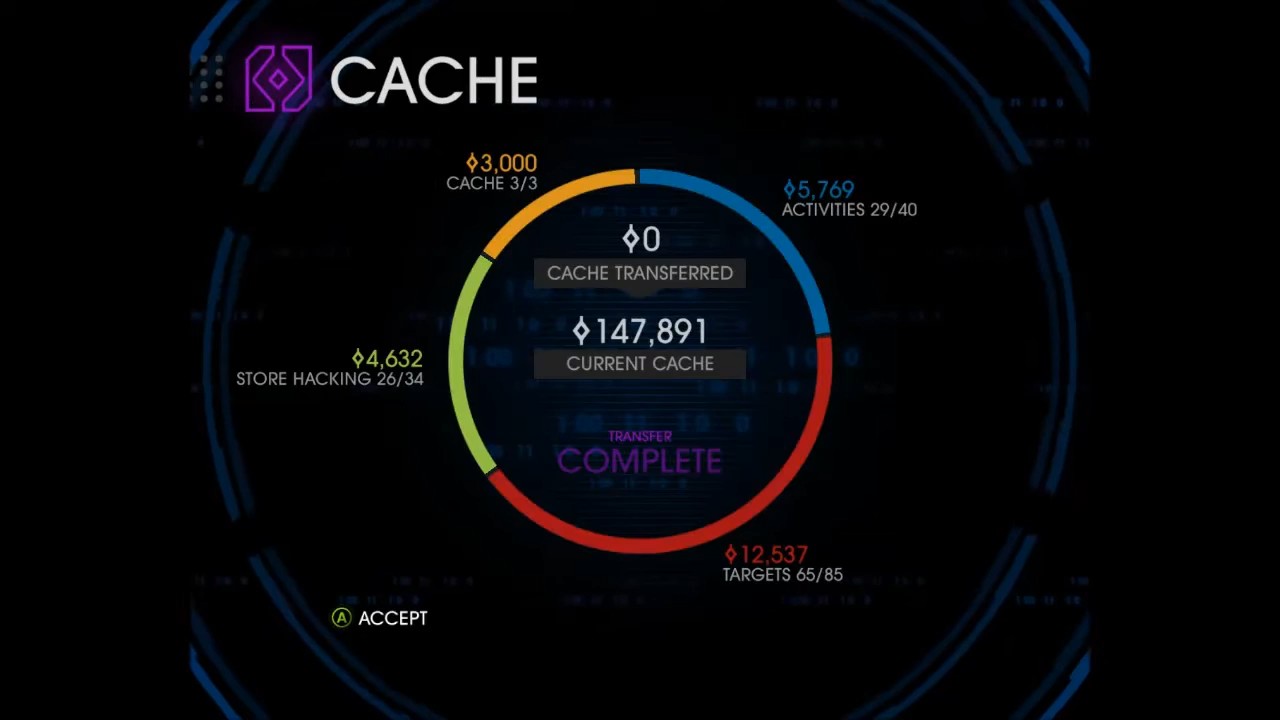 CACHE
3,000
CACHE 3/3
5,769
ACTIVITIES 29/40
0
CACHE TRANSFERRED
147,891
CURRENT CACHE
4,632
STORE HACKING 26/34
TRANSFER
COMPLETE
12,537
TARGETS 65/85
A ACCEPT